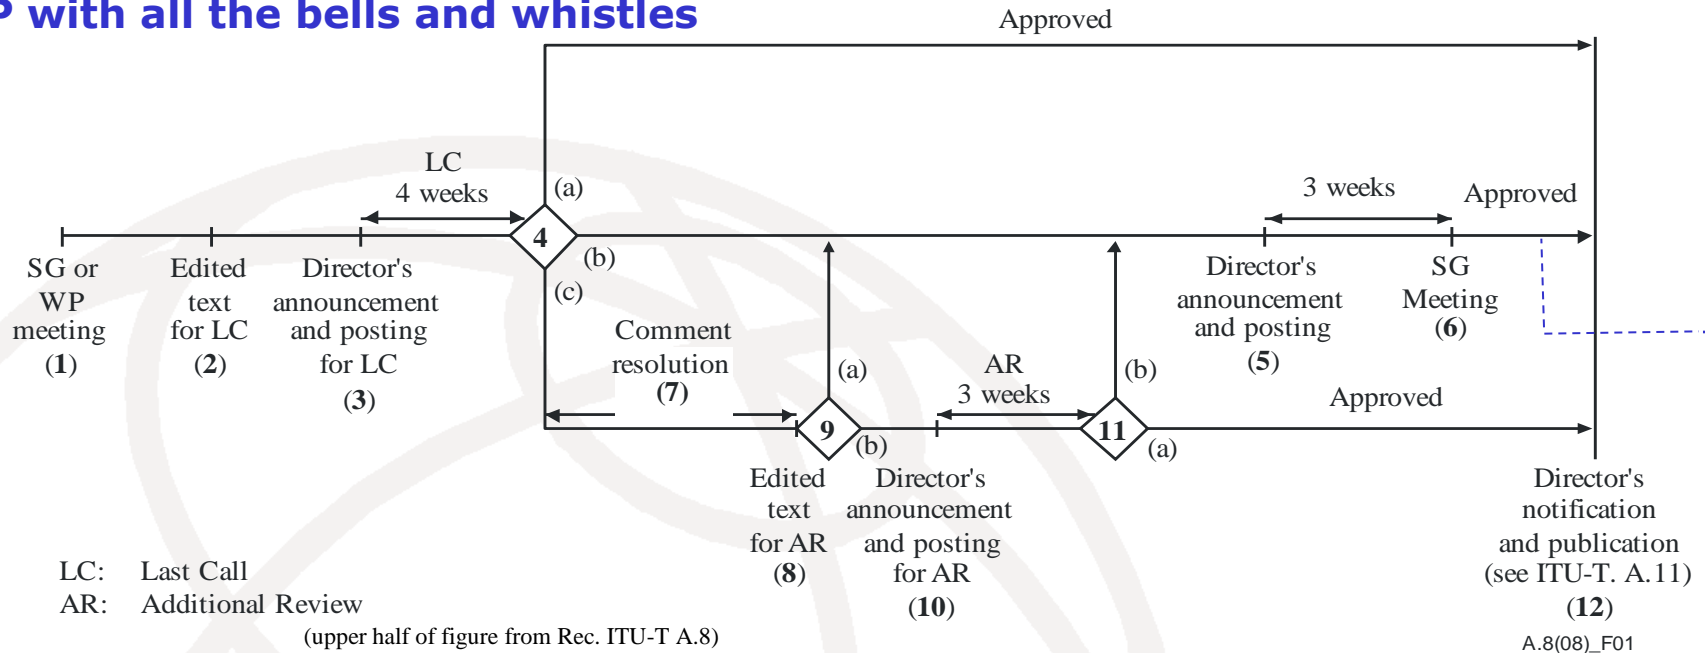 P with all the bells and whistles
Approved
LC
4 weeks
(a)
4
(b)
(c)
3 weeks
Approved
SG or
WP
meeting
(1)
Edited
text
for LC
(2)
Director's
announcement
and posting
for LC
(3)
Comment
resolution
(7)
Director's
announcement
and posting
(5)
SG
Meeting
(6)
(a)
9
(b)
AR
3 weeks
(b)
11
(a)
Approved
Edited
text
for AR
(8)
Director's
announcement
and posting
for AR
(10)
Director's
notification
and publication
(see ITU-T. A.11)
(12)
LC: Last Call
AR: Additional Review
(upper half of figure from Rec. ITU-T A.8)
A.8(08)_F01